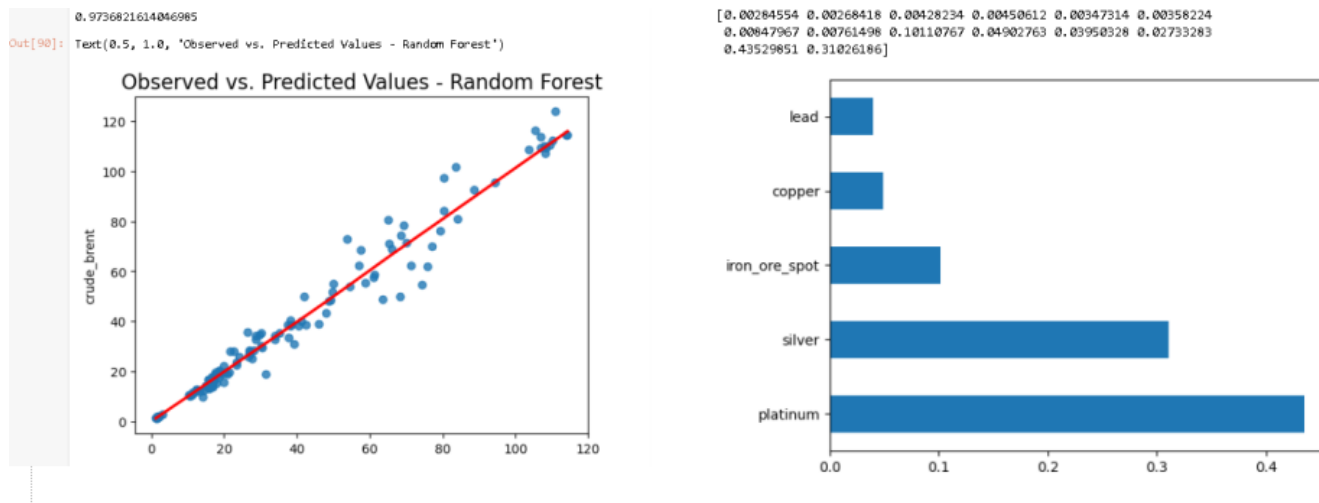 0.9736821614046985
Out[90]: Text(0.5, 1.0, 'Observed vs. Predicted Values - Random Forest')
Observed vs. Predicted Values - Random Forest
120
100
80
60
40
20
0
crude_brent
0 20 40 60 80 100 120
[0.00284554 0.00268418 0.00428234 0.00450612 0.00347314 0.00358224
0.00847967 0.00761498 0.10110767 0.04902763 0.03950328 0.02733283
0.43529851 0.31026186]
lead
copper
iron_ore_spot
silver
platinum
0.0 0.1 0.2 0.3 0.4